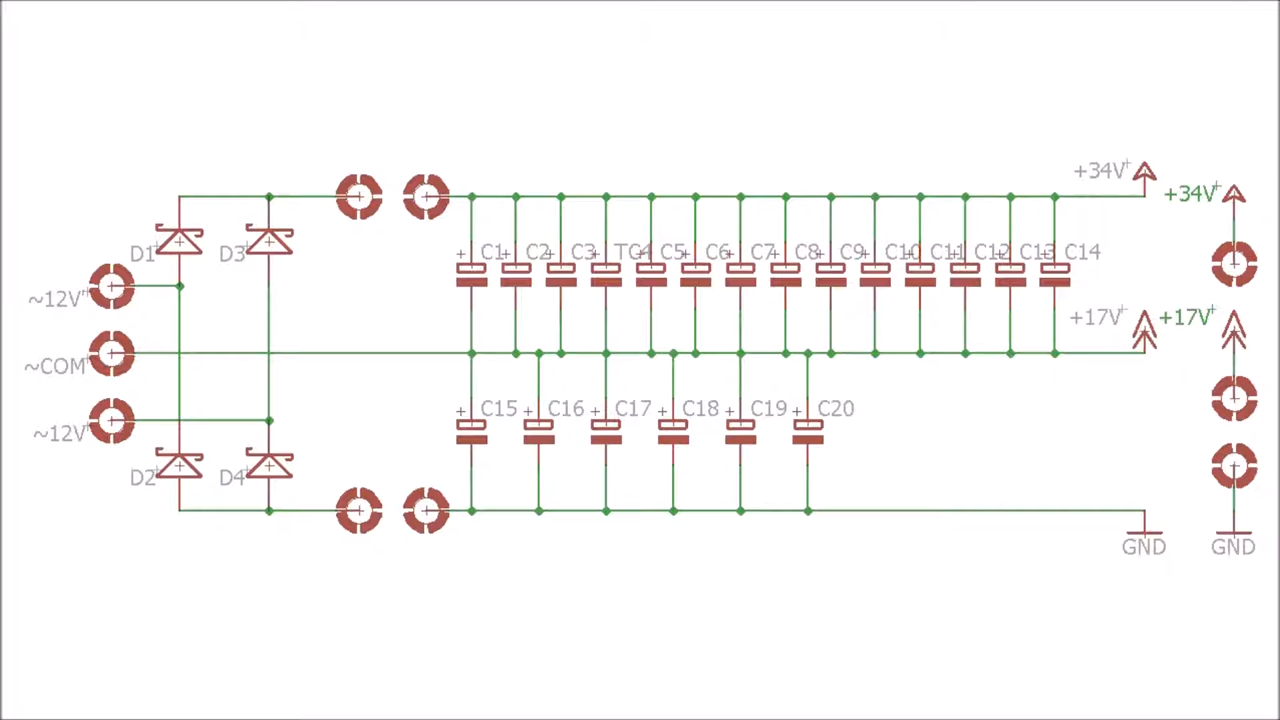 +34V
+34V
D1 D3 C1 C2 C3 TC4 C5 C6 C7 C8 C9 C10 C11 C12 C13 C14
~12V
+17V +17V
~COM
C15 C16 C17 C18 C19 C20
~12V
D2 D4
GND GND